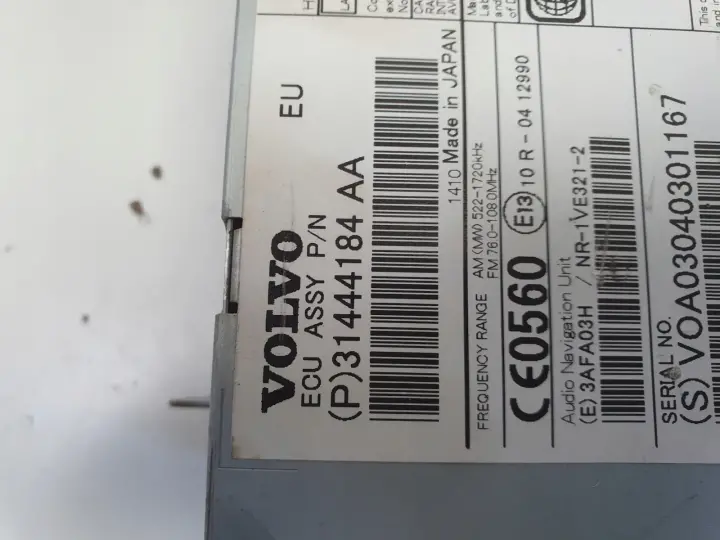 EU
VOLVO
ECU ASSY P/N
(P)31444184 AA
1410 Made in JAPAN
FREQUENCY RANGE AM (MW) 522-1720kHz
FM 76.0-108.0MHz
CE0560 E13 10 R - 04 12990
Audio Navigation Unit
(E) 3AFA03H / NR-1VE321-2
SERIAL NO.
(S) VOA03040301167